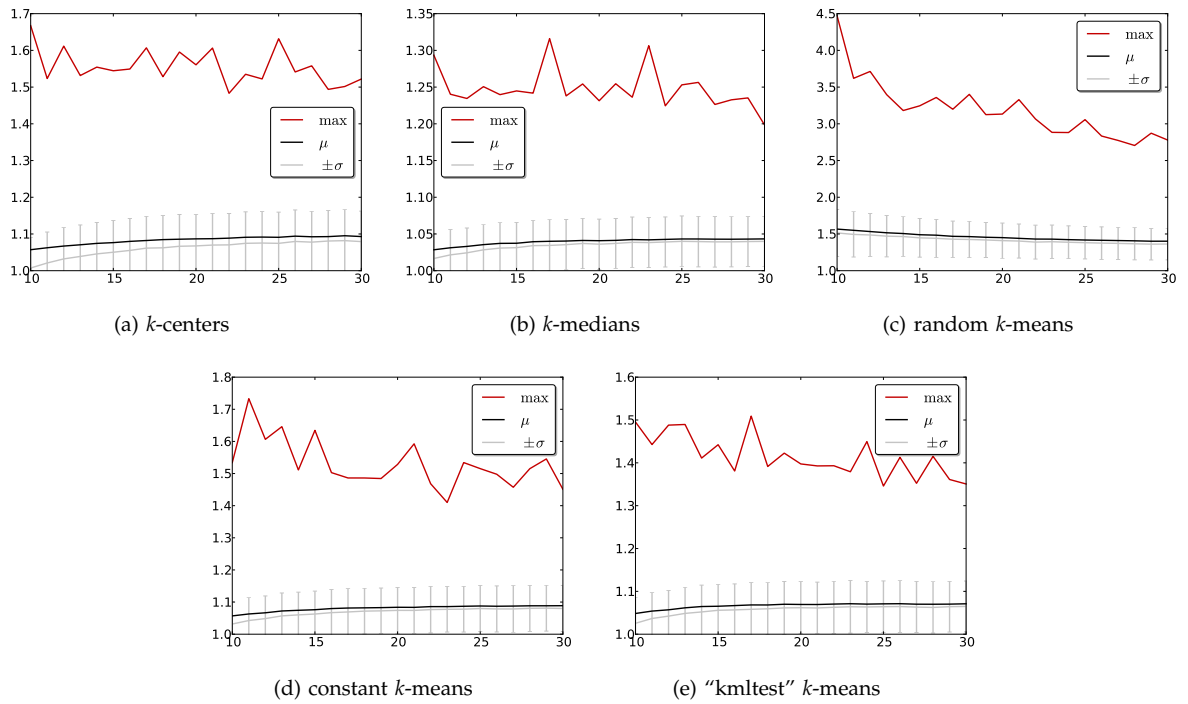 1.7
1.6
1.5
1.4
1.3
1.2
1.1
1.0
10 15 20 25 30
max
μ
±σ
(a) k-centers
1.35
1.30
1.25
1.20
1.15
1.10
1.05
1.00
10 15 20 25 30
max
μ
±σ
(b) k-medians
4.5
4.0
3.5
3.0
2.5
2.0
1.5
1.0
10 15 20 25 30
max
μ
±σ
(c) random k-means
1.8
1.7
1.6
1.5
1.4
1.3
1.2
1.1
1.0
10 15 20 25 30
max
μ
±σ
(d) constant k-means
1.6
1.5
1.4
1.3
1.2
1.1
1.0
10 15 20 25 30
max
μ
±σ
(e) “kmltest” k-means